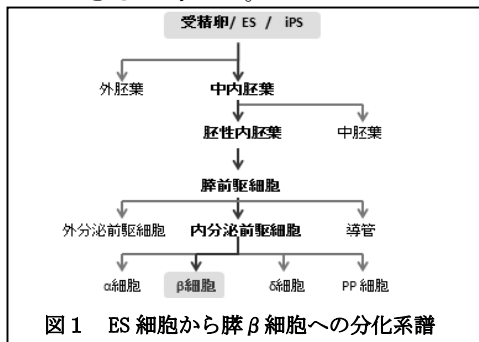 受精卵/ ES / iPS
外胚葉 中内胚葉
胚性内胚葉 中胚葉
膵前駆細胞
外分泌前駆細胞 内分泌前駆細胞 導管
α細胞 β細胞 δ細胞 PP 細胞
図1 ES 細胞から膵β細胞への分化系譜